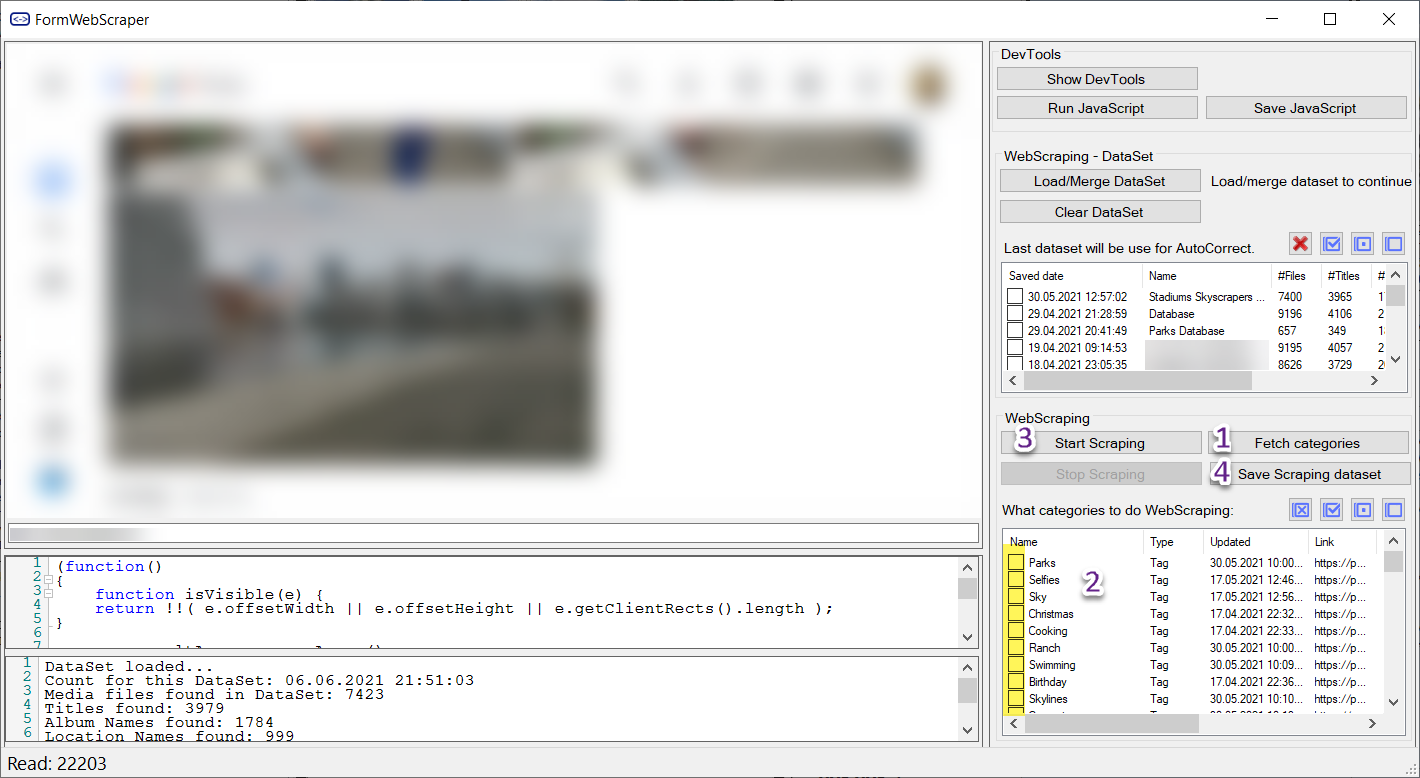 FormWebScraper
DevTools
Show DevTools
Run JavaScript Save JavaScript
WebScraping - DataSet
Load/Merge DataSet Load/merge dataset to continue
Clear DataSet
Last dataset will be use for AutoCorrect.
Saved date Name #Files #Titles #
30.05.2021 12:57:02 Stadiums Skyscrapers ... 7400 3965 1
29.04.2021 21:28:59 Database 9196 4106 2
29.04.2021 20:41:49 Parks Database 657 349
19.04.2021 09:14:53 9195 4057 2
18.04.2021 23:05:35 8626 3729
WebScraping
3 Start Scraping 1 Fetch categories
Stop Scraping 4 Save Scraping dataset
What categories to do WebScraping:
Name Type Updated Link
Parks Tag 30.05.2021 10:00... https://p...
Selfies Tag 17.05.2021 12:46... https://p...
Sky Tag 17.05.2021 12:56... https://p...
Christmas Tag 17.04.2021 22:32... https://p...
Cooking Tag 17.04.2021 22:33... https://p...
Ranch Tag 30.05.2021 10:00... https://p...
Swimming Tag 30.05.2021 10:09... https://p...
Birthday Tag 17.04.2021 22:36... https://p...
Skylines Tag 30.05.2021 10:10... https://p...
2
1 (function()
2 {
3 function isVisible(e) {
4 return !!( e.offsetWidth || e.offsetHeight || e.getClientRects().length );
5 }
6
7
1 DataSet loaded...
2 Count for this DataSet: 06.06.2021 21:51:03
3 Media files found in DataSet: 7423
4 Titles found: 3979
5 Album Names found: 1784
6 Location Names found: 999
Read: 22203